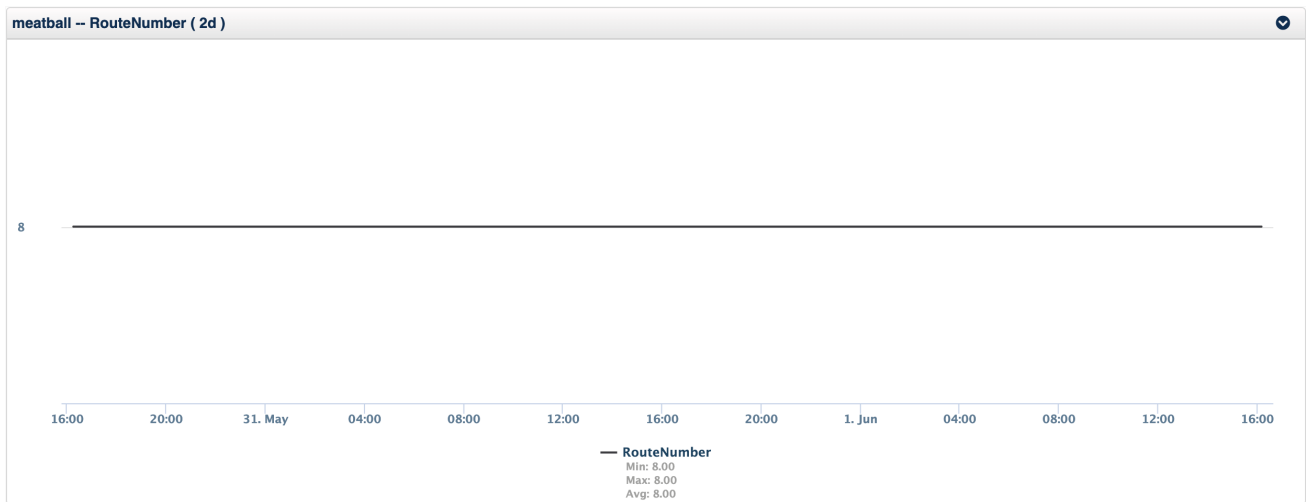 meatball -- RouteNumber ( 2d )
8
16:00 20:00 31. May 04:00 08:00 12:00 16:00 20:00 1. Jun 04:00 08:00 12:00 16:00
RouteNumber
Min: 8.00
Max: 8.00
Avg: 8.00